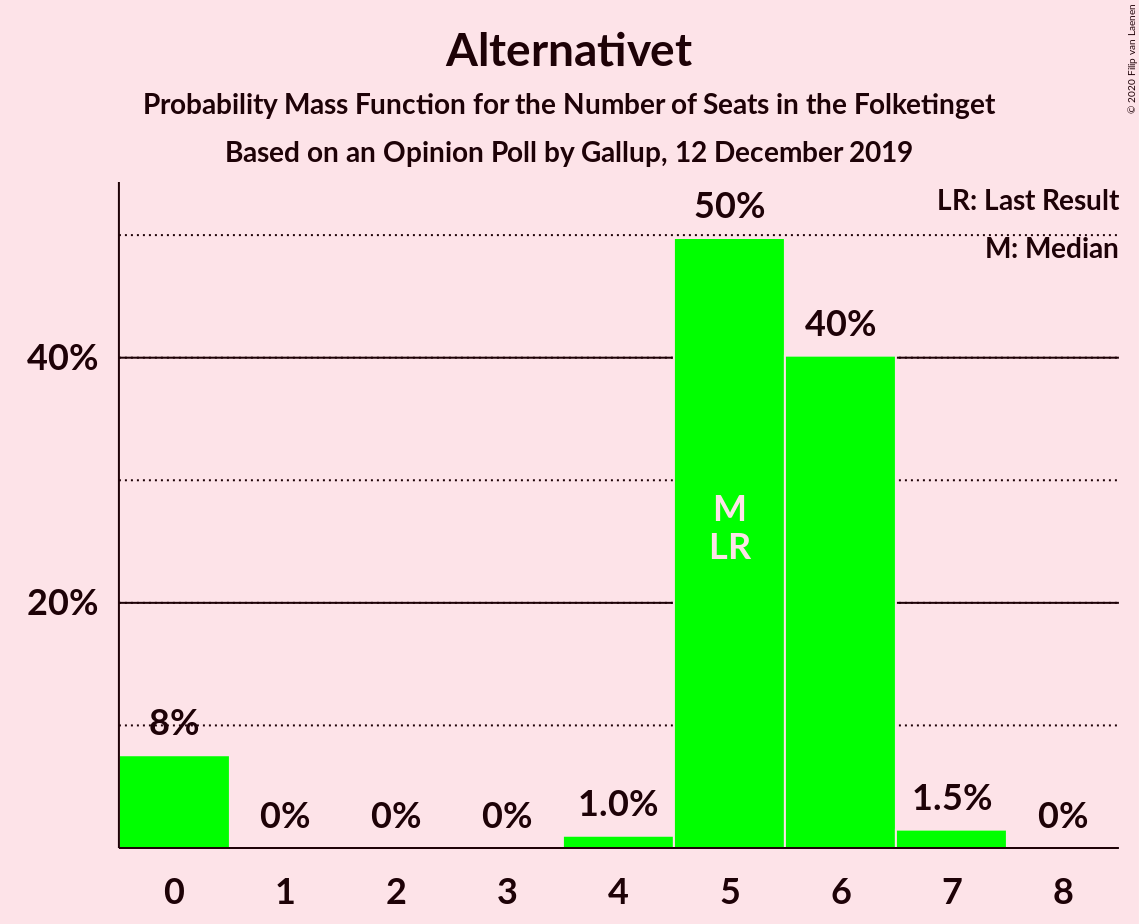 Alternativet
Probability Mass Function for the Number of Seats in the Folketinget
Based on an Opinion Poll by Gallup, 12 December 2019
© 2020 Filip van Laenen
LR: Last Result
M: Median
50%
40%
40%
20%
M
LR
8%
0%
0%
0%
1.0%
1.5%
0%
0 1 2 3 4 5 6 7 8